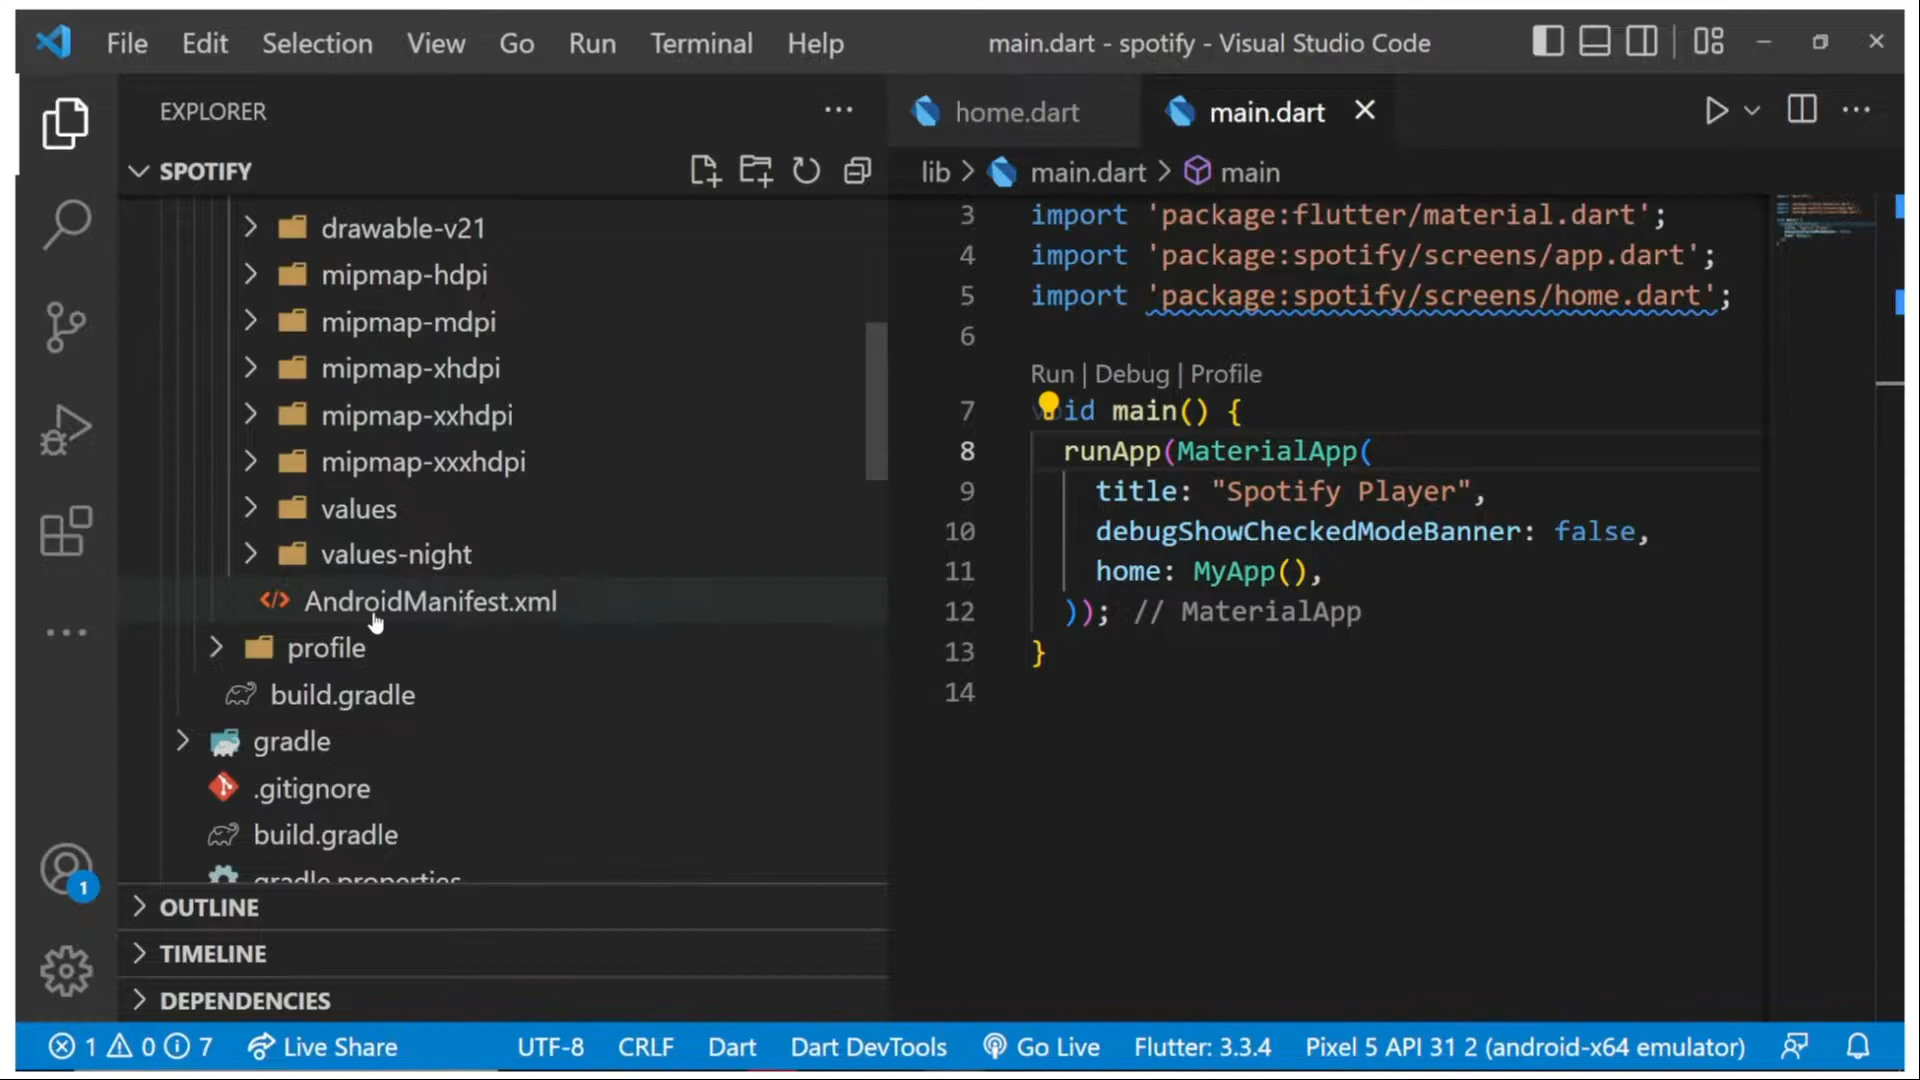 File Edit Selection View Go Run Terminal Help main.dart - spotify - Visual Studio Code
EXPLORER
SPOTIFY
drawable-v21
mipmap-hdpi
mipmap-mdpi
mipmap-xhdpi
mipmap-xxhdpi
mipmap-xxxhdpi
values
values-night
AndroidManifest.xml
profile
build.gradle
gradle
.gitignore
build.gradle
gradle.properties
OUTLINE
TIMELINE
DEPENDENCIES
1
home.dart main.dart
lib > main.dart > main
3 import 'package:flutter/material.dart';
4 import 'package:spotify/screens/app.dart';
5 import 'package:spotify/screens/home.dart';
6
Run | Debug | Profile
7 void main() {
8 runApp(MaterialApp(
9 title: "Spotify Player",
10 debugShowCheckedModeBanner: false,
11 home: MyApp(),
12 )); // MaterialApp
13 }
14
1 0 7 Live Share UTF-8 CRLF Dart Dart DevTools Go Live Flutter: 3.3.4 Pixel 5 API 31 2 (android-x64 emulator)